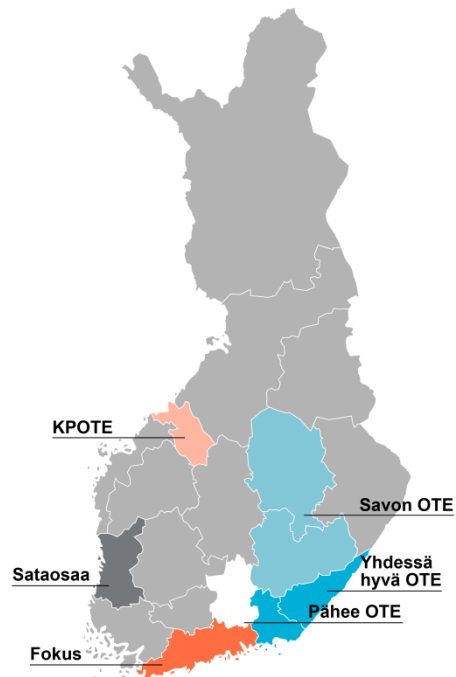 KPOTE
Savon OTE
Yhdessä
hyvä OTE
Sataosaa
Pähee OTE
Fokus